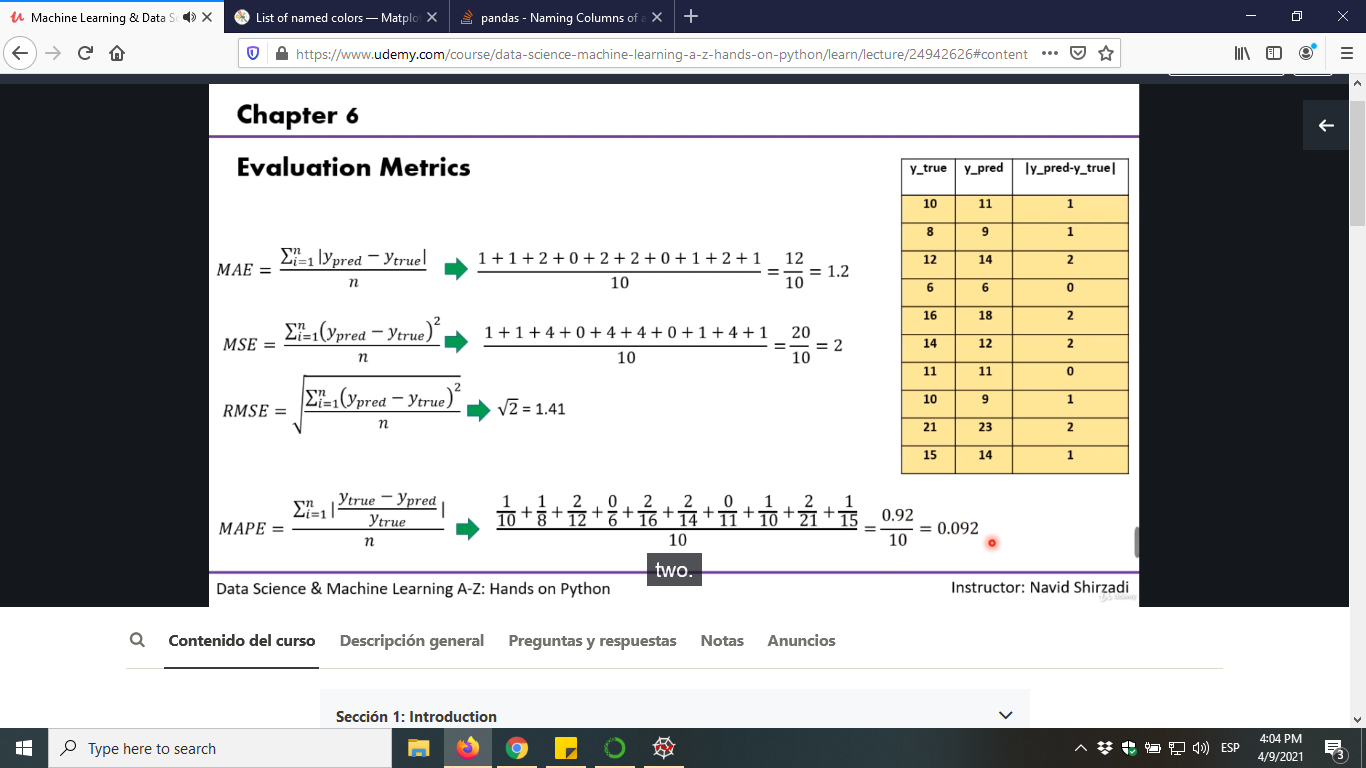 Machine Learning & Data Sc
List of named colors — Matplo
pandas - Naming Columns of a
https://www.udemy.com/course/data-science-machine-learning-a-z-hands-on-python/learn/lecture/24942626#content
Chapter 6
Evaluation Metrics
y_true y_pred |y_pred-y_true|
10 11 1
8 9 1
12 14 2
6 6 0
16 18 2
14 12 2
11 11 0
10 9 1
21 23 2
15 14 1
MAE = \frac{\sum_{i=1}^{n} |y_{pred} − y_{true}|}{n} \frac{1 + 1 + 2 + 0 + 2 + 2 + 0 + 1 + 2 + 1}{10} = \frac{12}{10} = 1.2
MSE = \frac{\sum_{i=1}^{n} (y_{pred} − y_{true})^2}{n} \frac{1 + 1 + 4 + 0 + 4 + 4 + 0 + 1 + 4 + 1}{10} = \frac{20}{10} = 2
RMSE = \sqrt{\frac{\sum_{i=1}^{n} (y_{pred} − y_{true})^2}{n}} √2 = 1.41
MAPE = \frac{\sum_{i=1}^{n} |\frac{y_{true} − y_{pred}}{y_{true}}|}{n} \frac{\frac{1}{10} + \frac{1}{8} + \frac{2}{12} + \frac{0}{6} + \frac{2}{16} + \frac{2}{14} + \frac{0}{11} + \frac{1}{10} + \frac{2}{21} + \frac{1}{15}}{10} = \frac{0.92}{10} = 0.092
two.
Data Science & Machine Learning A-Z: Hands on Python
Instructor: Navid Shirzadi
Contenido del curso Descripción general Preguntas y respuestas Notas Anuncios
Sección 1: Introduction
Type here to search
ESP
4:04 PM
4/9/2021
3